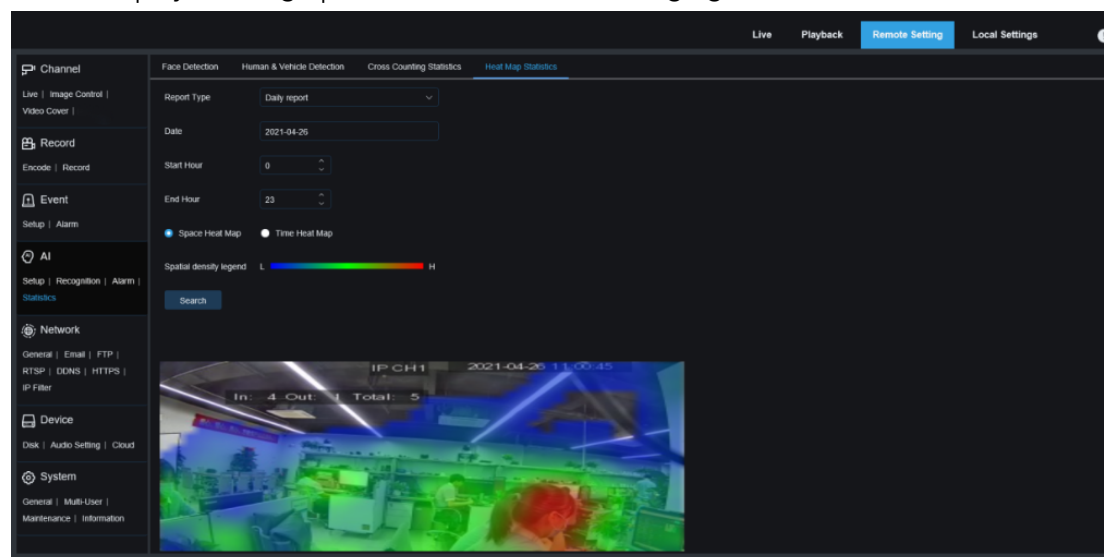 Live Playback Remote Setting Local Settings
Channel
Live | Image Control |
Video Cover |
Record
Encode | Record
Event
Setup | Alarm
AI
Setup | Recognition | Alarm |
Statistics
Network
General | Email | FTP |
RTSP | DDNS | HTTPS |
IP Filter
Device
Disk | Audio Setting | Cloud
System
General | Multi-User |
Maintenance | Information
Face Detection Human & Vehicle Detection Cross Counting Statistics Heat Map Statistics
Report Type Daily report
Date 2021-04-26
Start Hour 0
End Hour 23
Space Heat Map Time Heat Map
Spatial density legend L H
Search
IP CH1 2021-04-26 11:00:45
In: 4 Out: 1 Total: 5